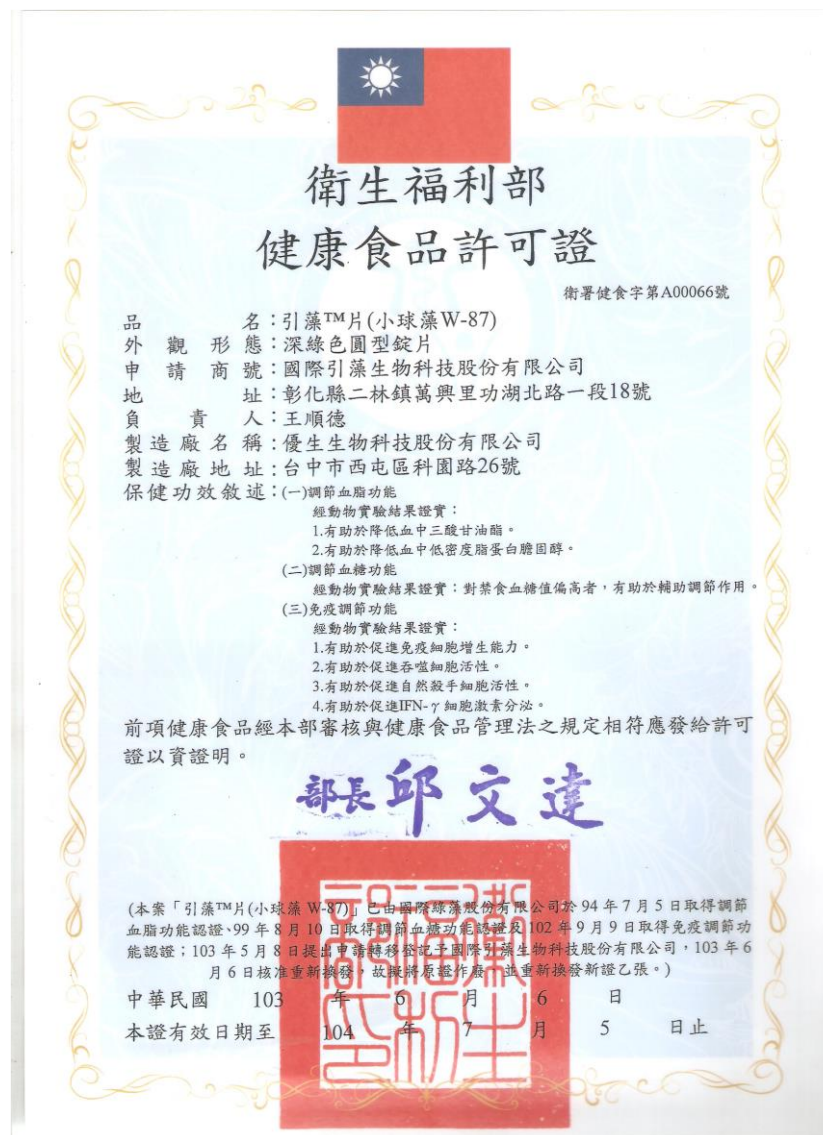 衛生福利部
健康食品許可證
衛署健食字第A00066號
品名:引藻™片(小球藻W-87)
外觀形態:深綠色圓型錠片
申請商號:國際引藻生物科技股份有限公司
地址:彰化縣二林鎮萬興里功湖北路一段18號
負責人:王順德
製造廠名稱:優生生物科技股份有限公司
製造廠地址:台中市西屯區科園路26號
保健功效敘述:(一)調節血脂功能
經動物實驗結果證實:
1.有助於降低血中三酸甘油酯。
2.有助於降低血中低密度脂蛋白膽固醇。
(二)調節血糖功能
經動物實驗結果證實:對禁食血糖值偏高者,有助於輔助調節作用。
(三)免疫調節功能
經動物實驗結果證實:
1.有助於促進免疫細胞增生能力。
2.有助於促進吞噬細胞活性。
3.有助於促進自然殺手細胞活性。
4.有助於促進IFN-γ細胞激素分泌。
前項健康食品經本部審核與健康食品管理法之規定相符應發給許可
證以資證明。
部長 邱文達
(本案「引藻™片(小球藻 W-87)」已由國際綠藻股份有限公司於 94 年 7 月 5 日取得調節
血脂功能認證、99 年 8 月 10 日取得調節血糖功能認證及 102 年 9 月 9 日取得免疫調節功
能認證;103 年 5 月 8 日提出申請轉移登記予國際引藻生物科技股份有限公司,103 年 6
月 6 日核准重新換發,故擬將原證作廢,並重新換發新證乙張。)
中華民國 103 年 6 月 6 日
本證有效日期至 104 年 7 月 5 日止
衛生福利部印